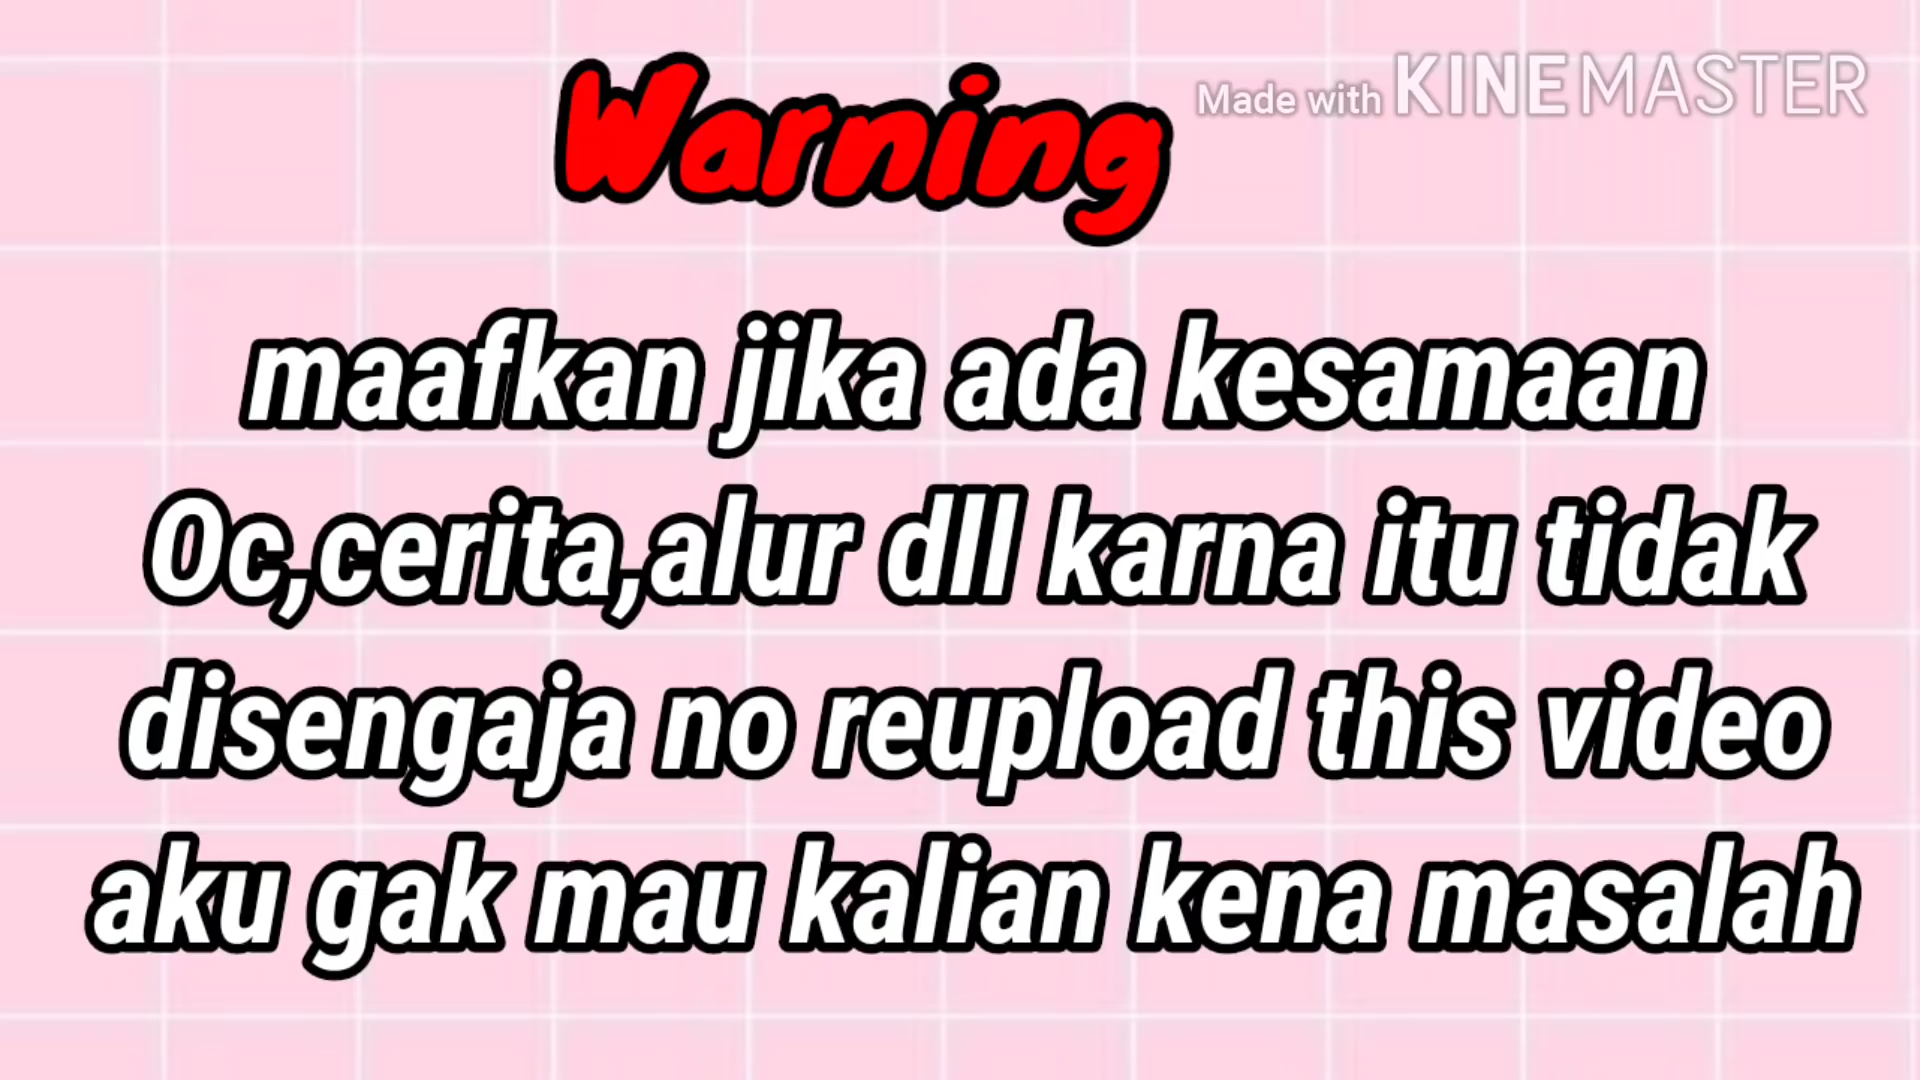 Warning
Made with KINEMASTER
maafkan jika ada kesamaan
Oc,cerita,alur dll karna itu tidak
disengaja no reupload this video
aku gak mau kalian kena masalah